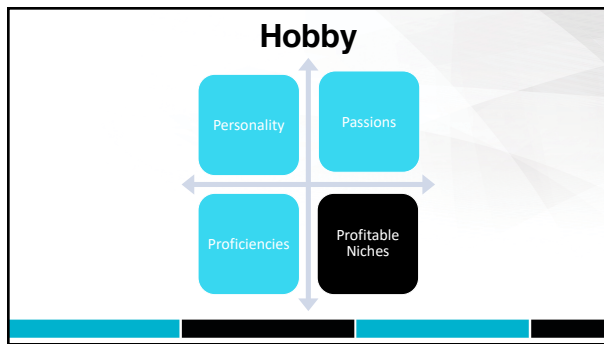 Hobby
Personality
Passions
Proficiencies
Profitable
Niches